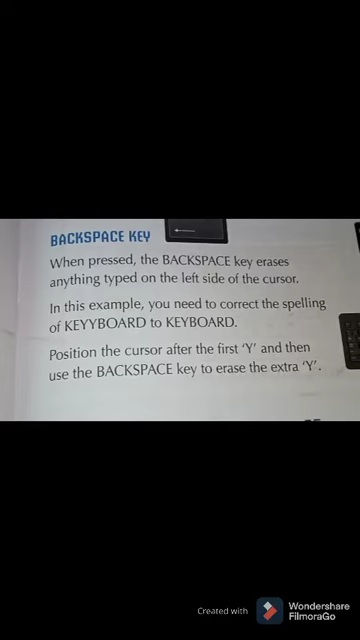 BACKSPACE KEY
When pressed, the BACKSPACE key erases
anything typed on the left side of the cursor.
In this example, you need to correct the spelling
of KEYYBOARD to KEYBOARD.
Position the cursor after the first ‘Y’ and then
use the BACKSPACE key to erase the extra ‘Y’.
Created with
Wondershare
FilmoraGo